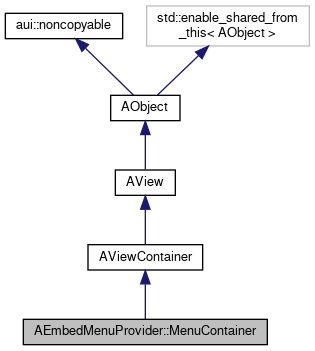 aui::noncopyable
std::enable_shared_from
_this< AObject >
AObject
AView
AViewContainer
AEmbedMenuProvider::MenuContainer